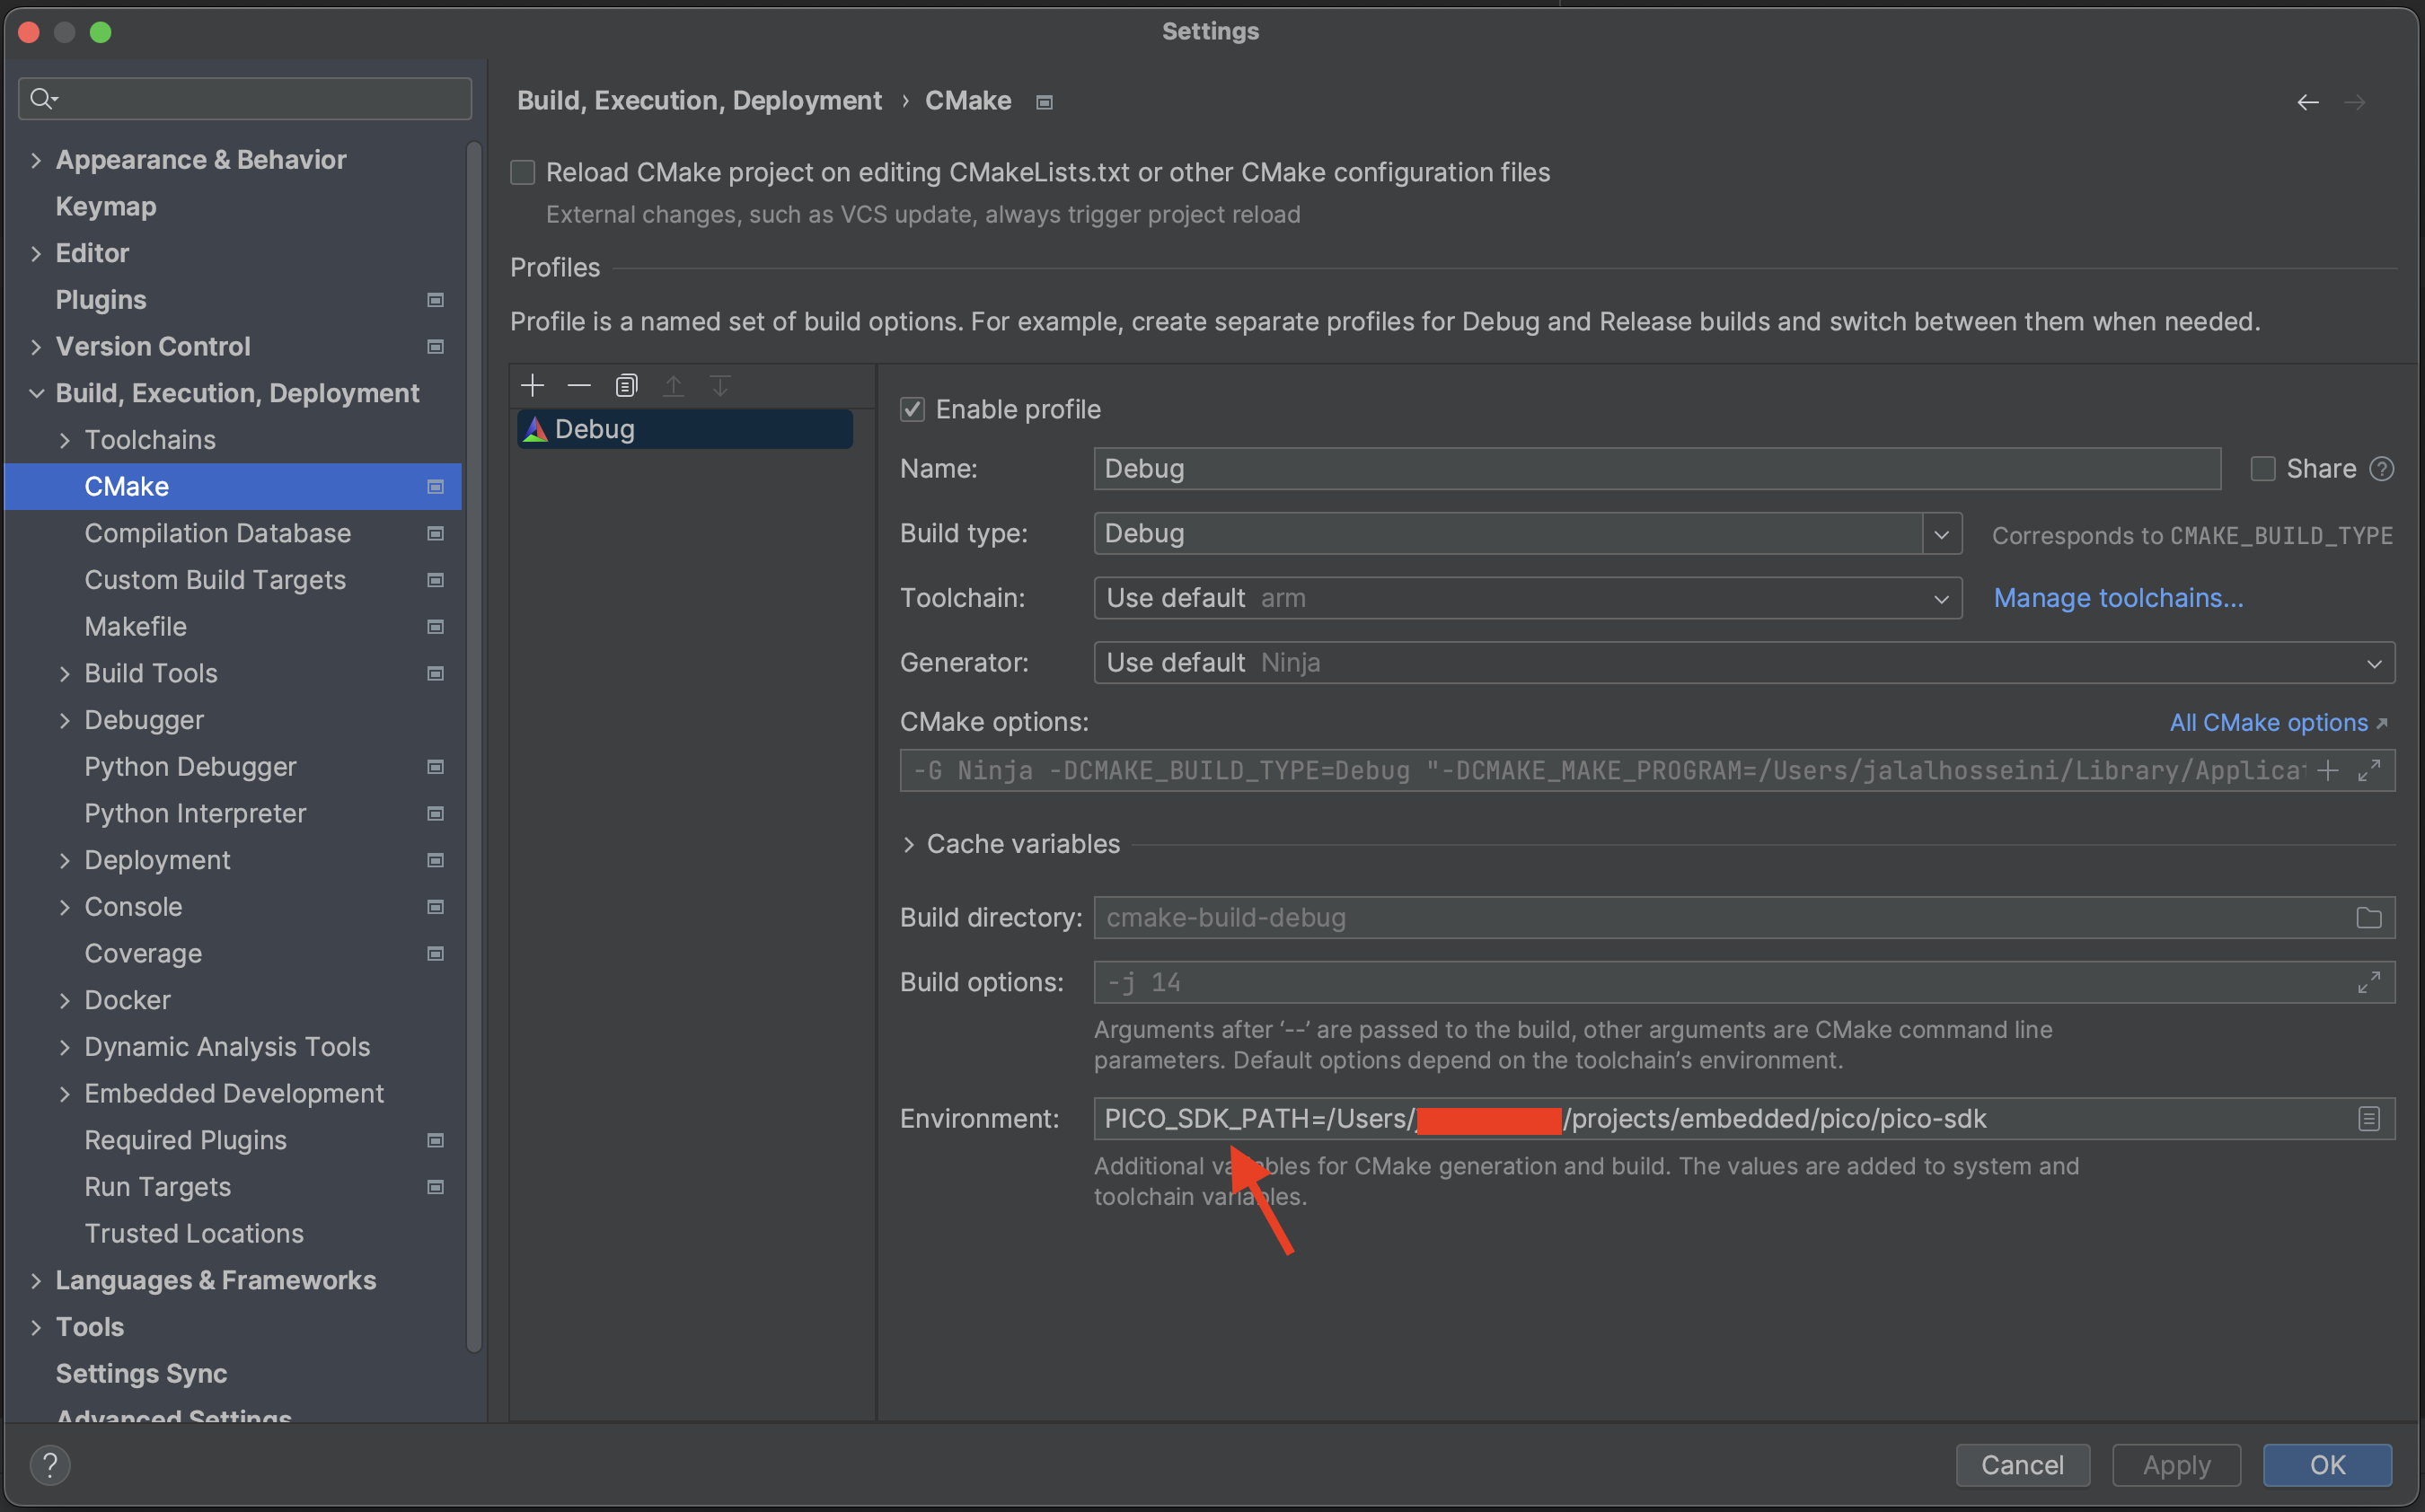 Settings
Appearance & Behavior
Keymap
Editor
Plugins
Version Control
Build, Execution, Deployment
Toolchains
CMake
Compilation Database
Custom Build Targets
Makefile
Build Tools
Debugger
Python Debugger
Python Interpreter
Deployment
Console
Coverage
Docker
Dynamic Analysis Tools
Embedded Development
Required Plugins
Run Targets
Trusted Locations
Languages & Frameworks
Tools
Settings Sync
Advanced Settings
Build, Execution, Deployment › CMake
Reload CMake project on editing CMakeLists.txt or other CMake configuration files
External changes, such as VCS update, always trigger project reload
Profiles
Profile is a named set of build options. For example, create separate profiles for Debug and Release builds and switch between them when needed.
Debug
Enable profile
Name: Debug Share ?
Build type: Debug Corresponds to CMAKE_BUILD_TYPE
Toolchain: Use default arm Manage toolchains...
Generator: Use default Ninja
CMake options: All CMake options
-G Ninja -DCMAKE_BUILD_TYPE=Debug "-DCMAKE_MAKE_PROGRAM=/Users/jalalhosseini/Library/Applicat
Cache variables
Build directory: cmake-build-debug
Build options: -j 14
Arguments after ‘--’ are passed to the build, other arguments are CMake command line
parameters. Default options depend on the toolchain’s environment.
Environment: PICO_SDK_PATH=/Users/ /projects/embedded/pico/pico-sdk
Additional variables for CMake generation and build. The values are added to system and
toolchain variables.
? Cancel Apply OK